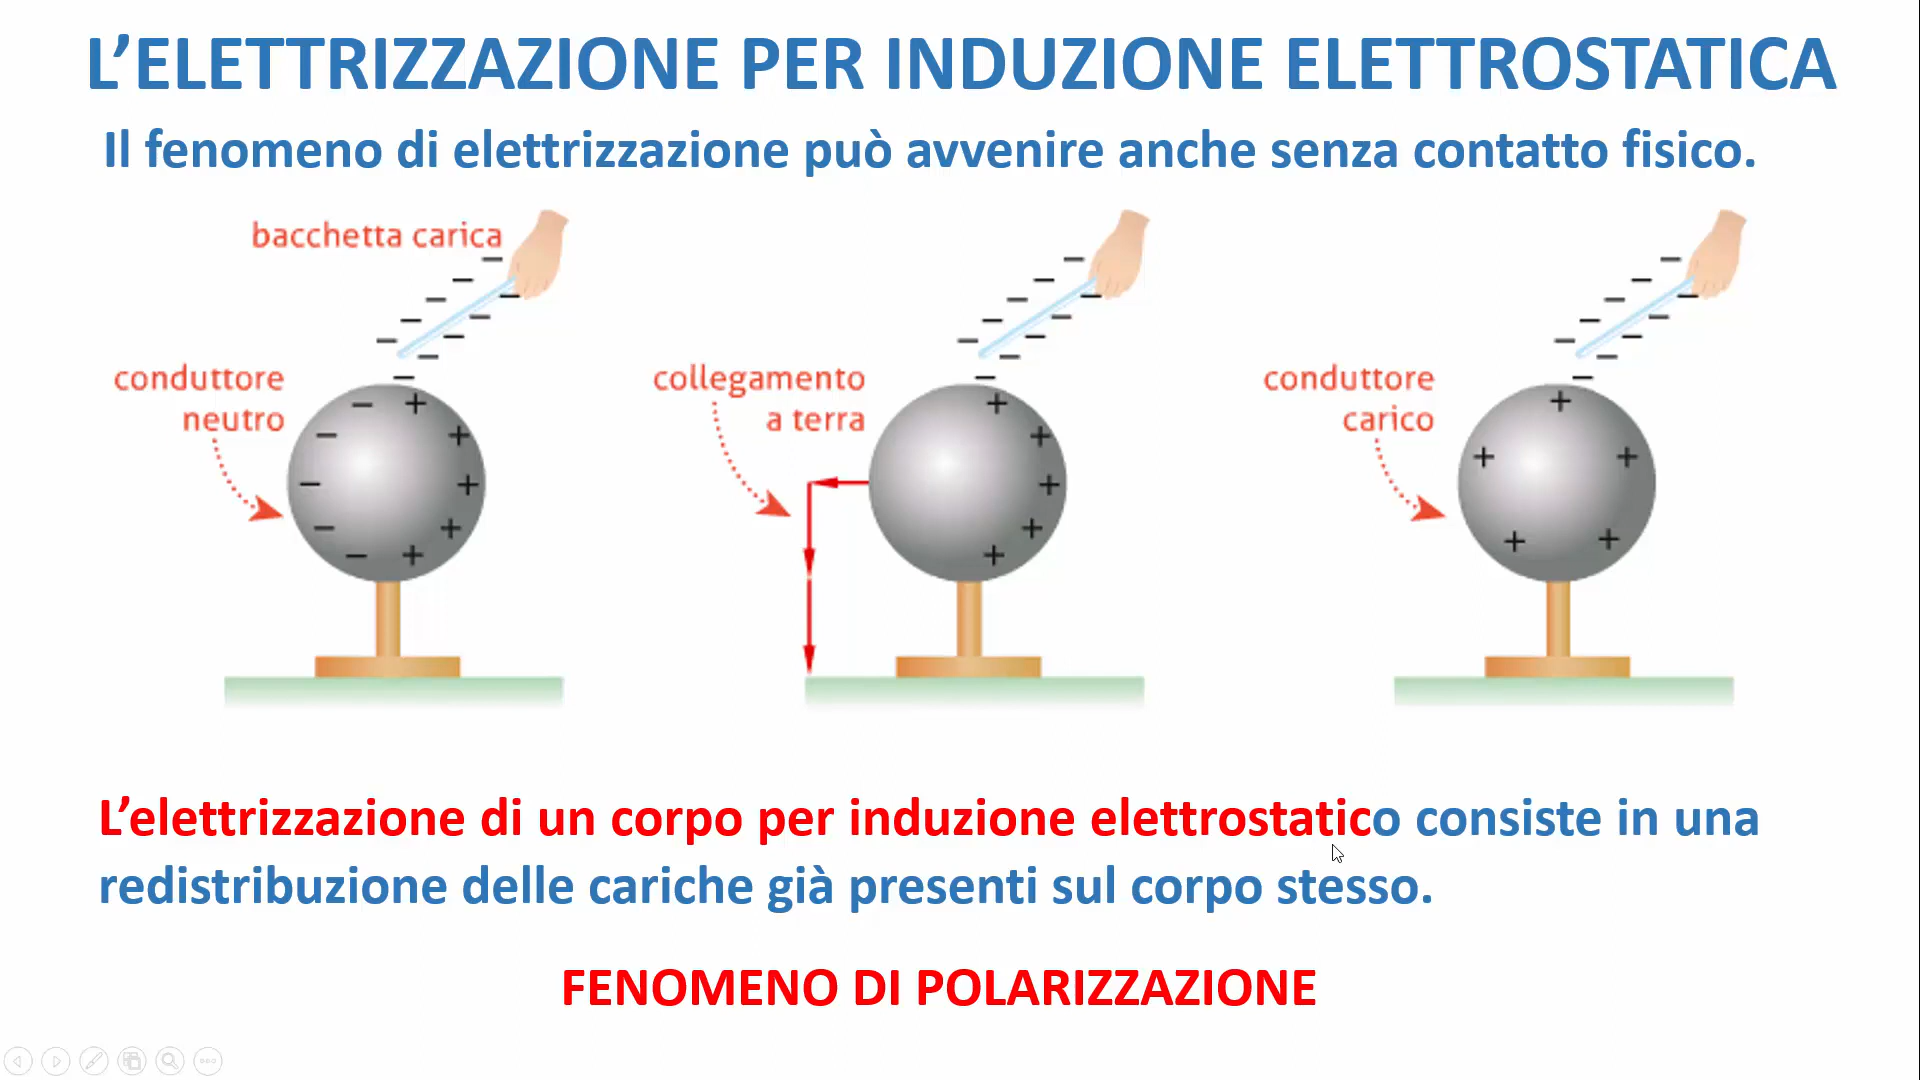 L’ELETTRIZZAZIONE PER INDUZIONE ELETTROSTATICA
Il fenomeno di elettrizzazione può avvenire anche senza contatto fisico.
bacchetta carica
conduttore
neutro
collegamento
a terra
conduttore
carico
L’elettrizzazione di un corpo per induzione elettrostatico consiste in una
redistribuzione delle cariche già presenti sul corpo stesso.
FENOMENO DI POLARIZZAZIONE